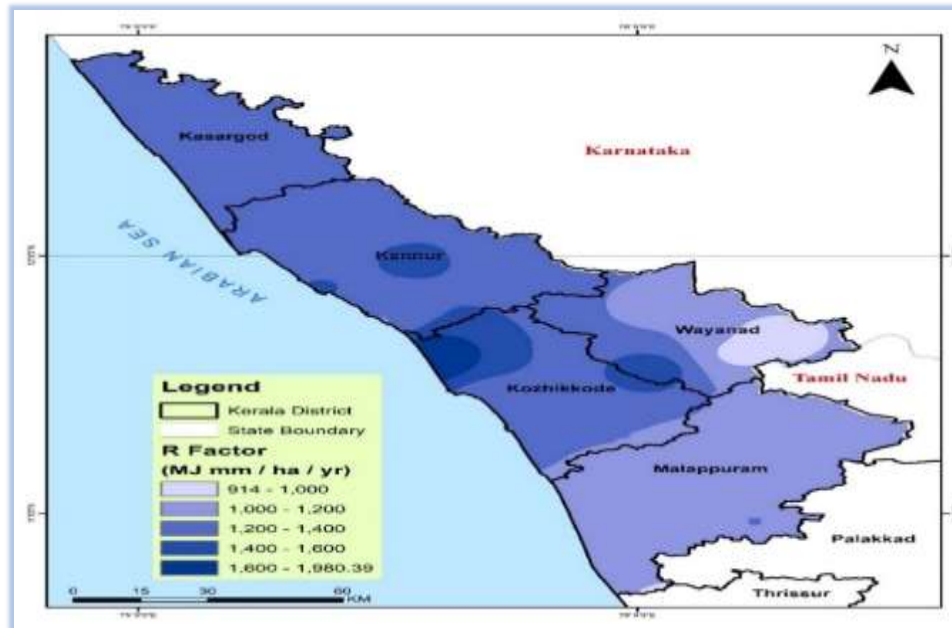 N
Kasargod
Karnataka
ARABIAN SEA
Kannur
Wayanad
Tamil Nadu
Kozhikkode
Malappuram
Palakkad
Thrissur
Legend
Kerala District
State Boundary
R Factor
(MJ mm / ha / yr)
914 - 1,000
1,000 - 1,200
1,200 - 1,400
1,400 - 1,600
1,600 - 1,980.39
0 15 30 60
KM